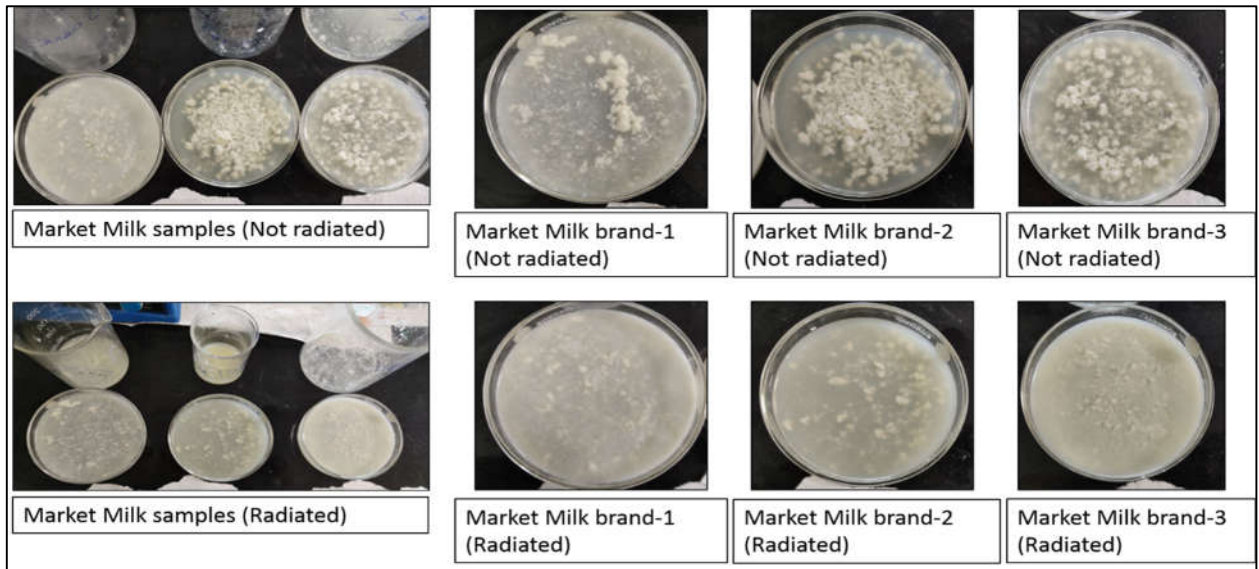 Market Milk samples (Not radiated)
Market Milk brand-1
(Not radiated)
Market Milk brand-2
(Not radiated)
Market Milk brand-3
(Not radiated)
Market Milk samples (Radiated)
Market Milk brand-1
(Radiated)
Market Milk brand-2
(Radiated)
Market Milk brand-3
(Radiated)